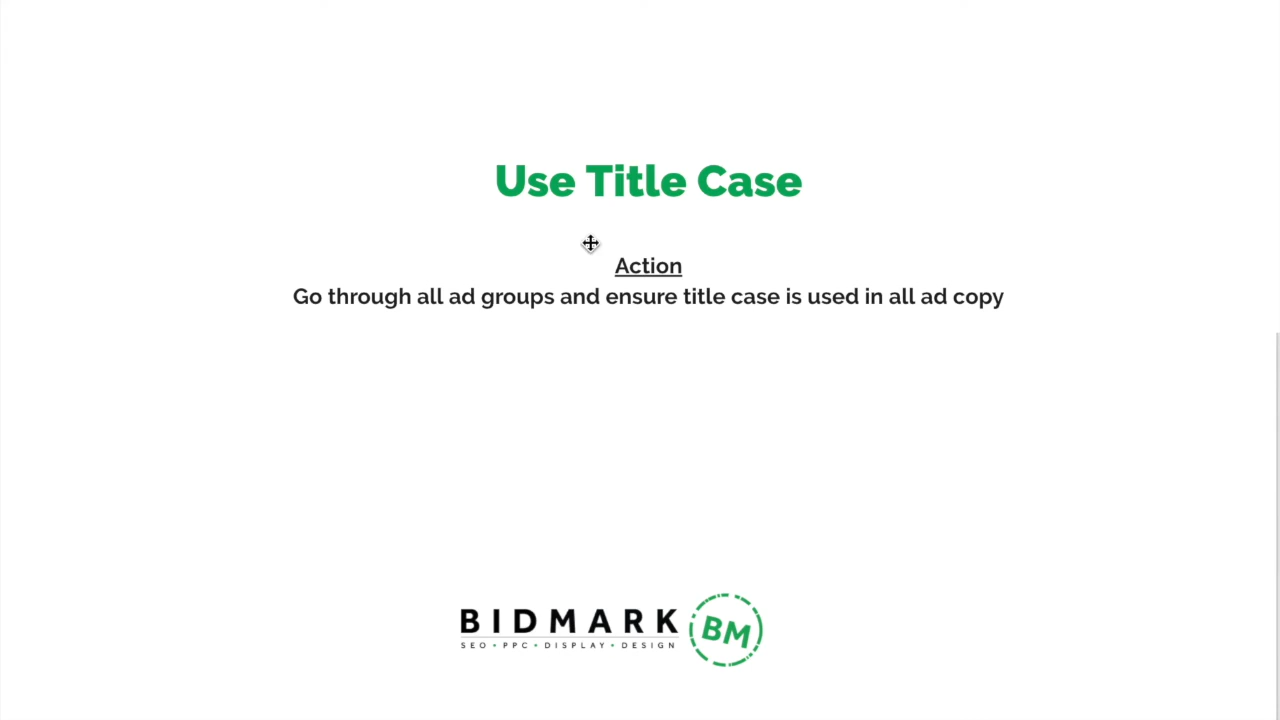 Use Title Case
Action
Go through all ad groups and ensure title case is used in all ad copy
BIDMARK
SEO • PPC • DISPLAY • DESIGN
BM